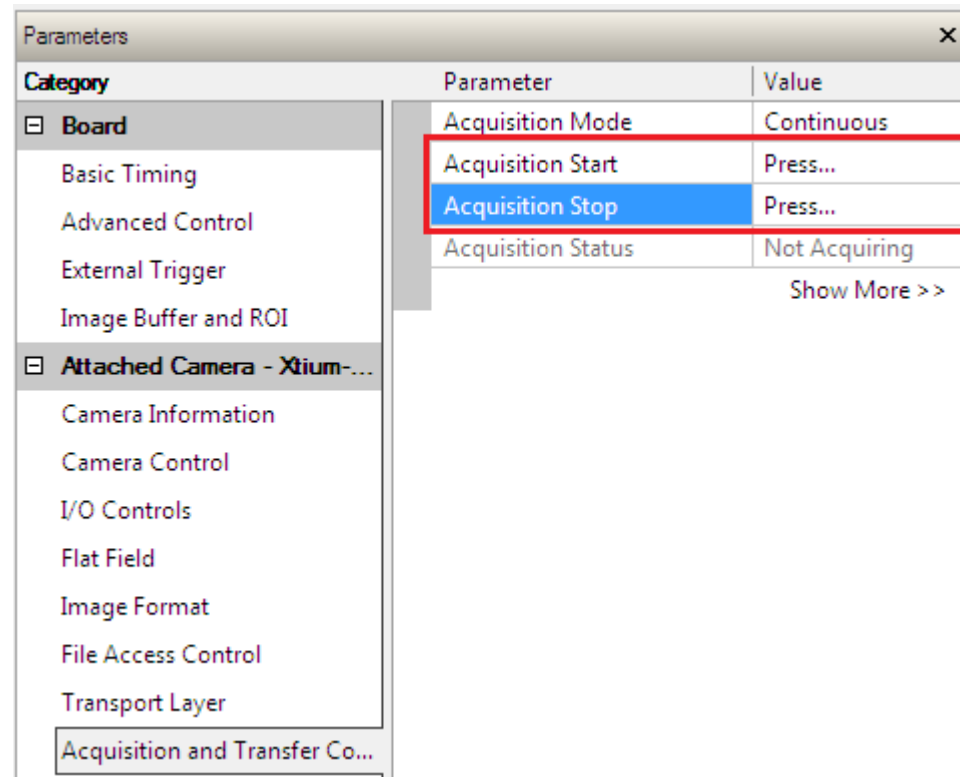 Parameters
Category
Parameter Value
Board
Acquisition Mode Continuous
Basic Timing
Acquisition Start Press...
Advanced Control
Acquisition Stop Press...
External Trigger
Acquisition Status Not Acquiring
Image Buffer and ROI
Show More >>
Attached Camera - Xtium-...
Camera Information
Camera Control
I/O Controls
Flat Field
Image Format
File Access Control
Transport Layer
Acquisition and Transfer Co...